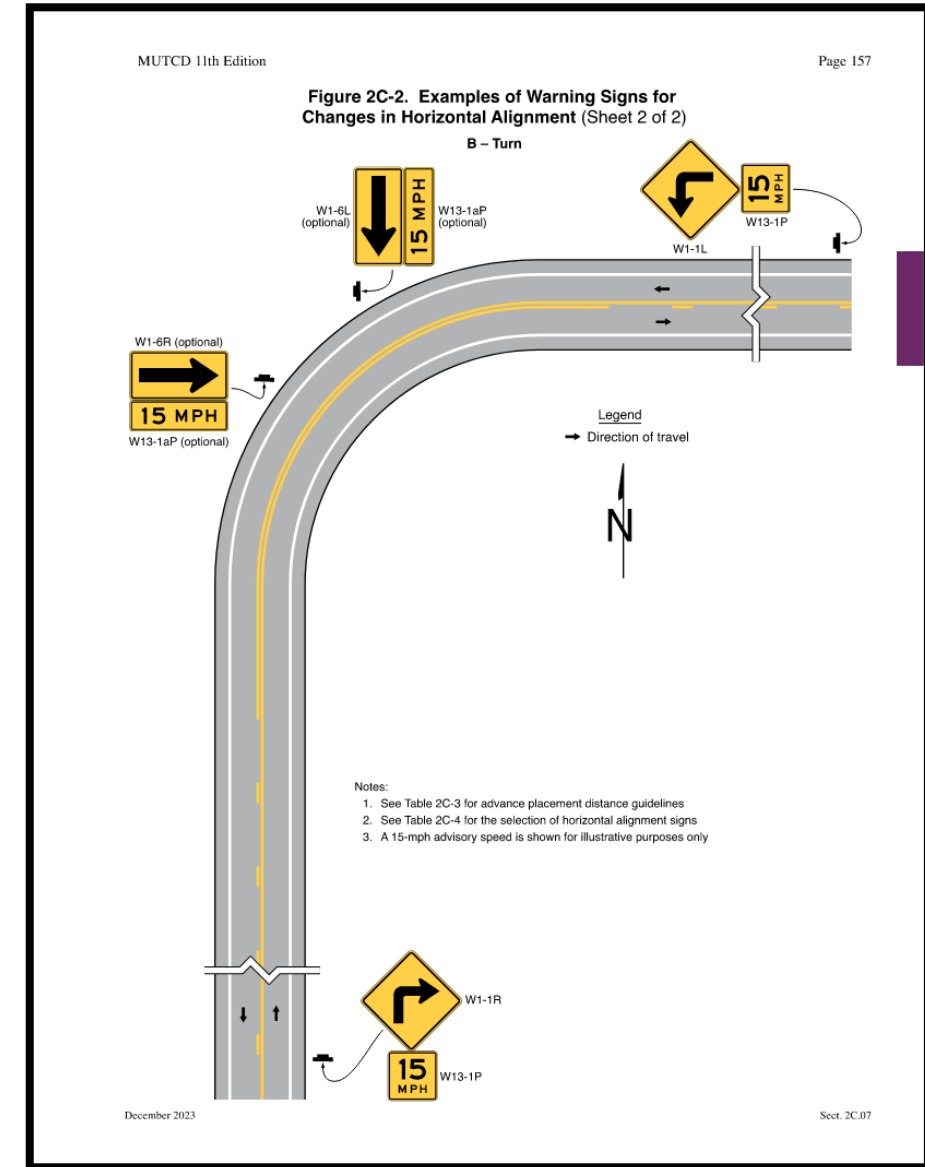 MUTCD 11th Edition
Page 157
Figure 2C-2. Examples of Warning Signs for
Changes in Horizontal Alignment (Sheet 2 of 2)
B – Turn
W1-6L
(optional)
15 MPH
W13-1aP
(optional)
15
MPH
W13-1P
W1-1L
W1-6R (optional)
15 MPH
W13-1aP (optional)
Legend
Direction of travel
N
Notes:
1. See Table 2C-3 for advance placement distance guidelines
2. See Table 2C-4 for the selection of horizontal alignment signs
3. A 15-mph advisory speed is shown for illustrative purposes only
W1-1R
15
MPH
W13-1P
December 2023
Sect. 2C.07